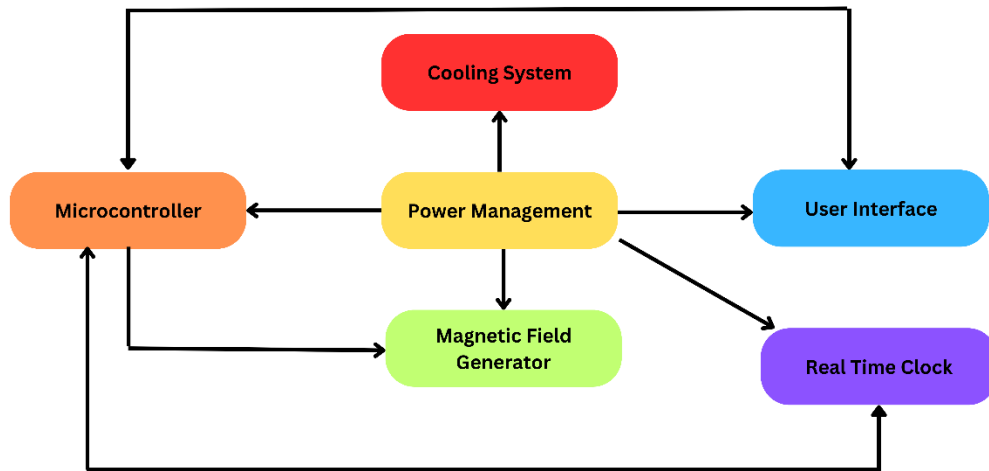 Cooling System
Microcontroller
Power Management
User Interface
Magnetic Field
Generator
Real Time Clock